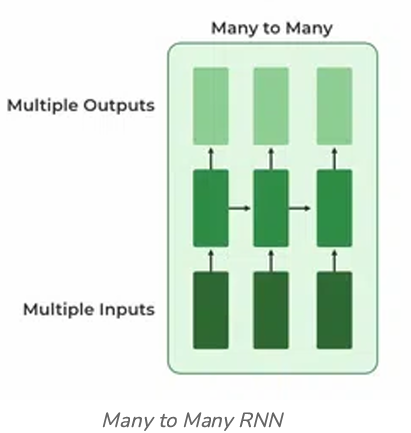 Many to Many
Multiple Outputs
Multiple Inputs
Many to Many RNN